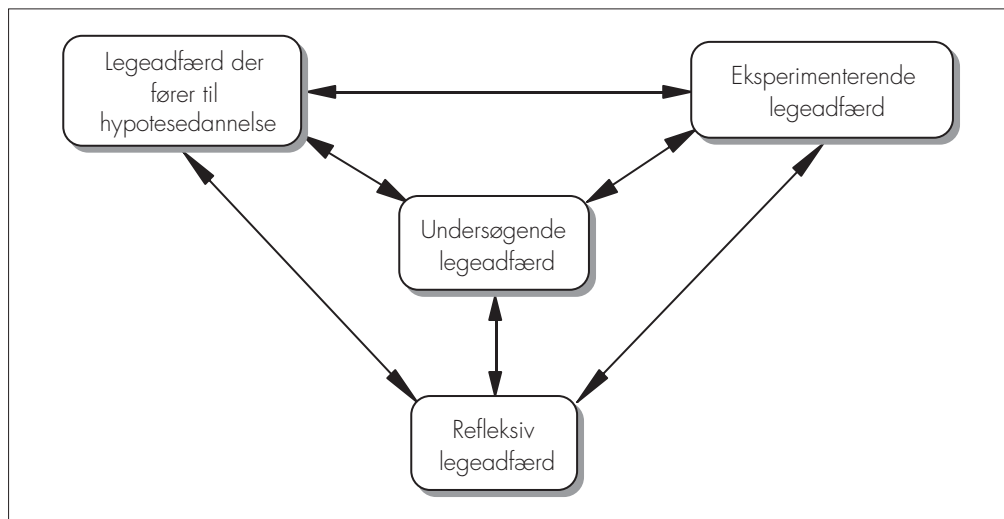 Legeadfærd der
fører til
hypotesedannelse
Eksperimenterende
legeadfærd
Undersøgende
legeadfærd
Refleksiv
legeadfærd